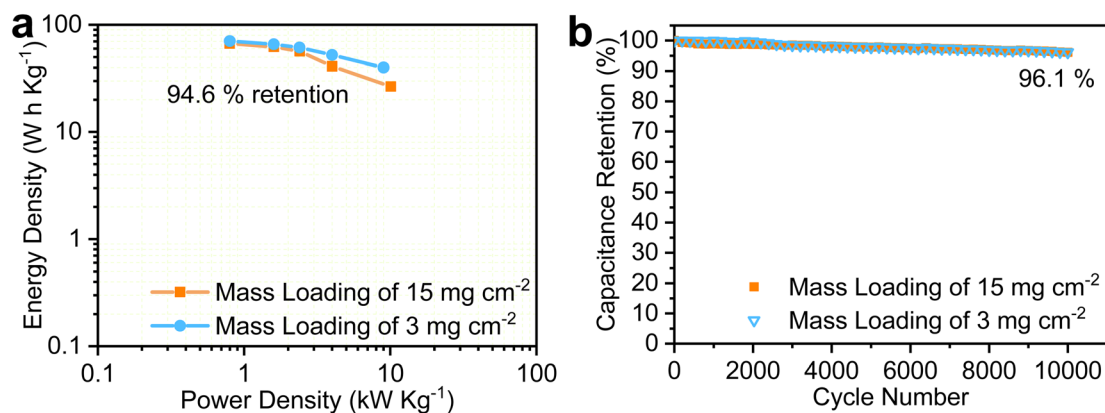 a
Energy Density (W h Kg⁻¹)
100
10
1
0.1
94.6 % retention
Mass Loading of 15 mg cm⁻²
Mass Loading of 3 mg cm⁻²
0.1 1 10 100
Power Density (kW Kg⁻¹)
b
Capacitance Retention (%)
100
90
80
70
60
50
40
30
20
10
0
96.1 %
Mass Loading of 15 mg cm⁻²
Mass Loading of 3 mg cm⁻²
0 2000 4000 6000 8000 10000
Cycle Number